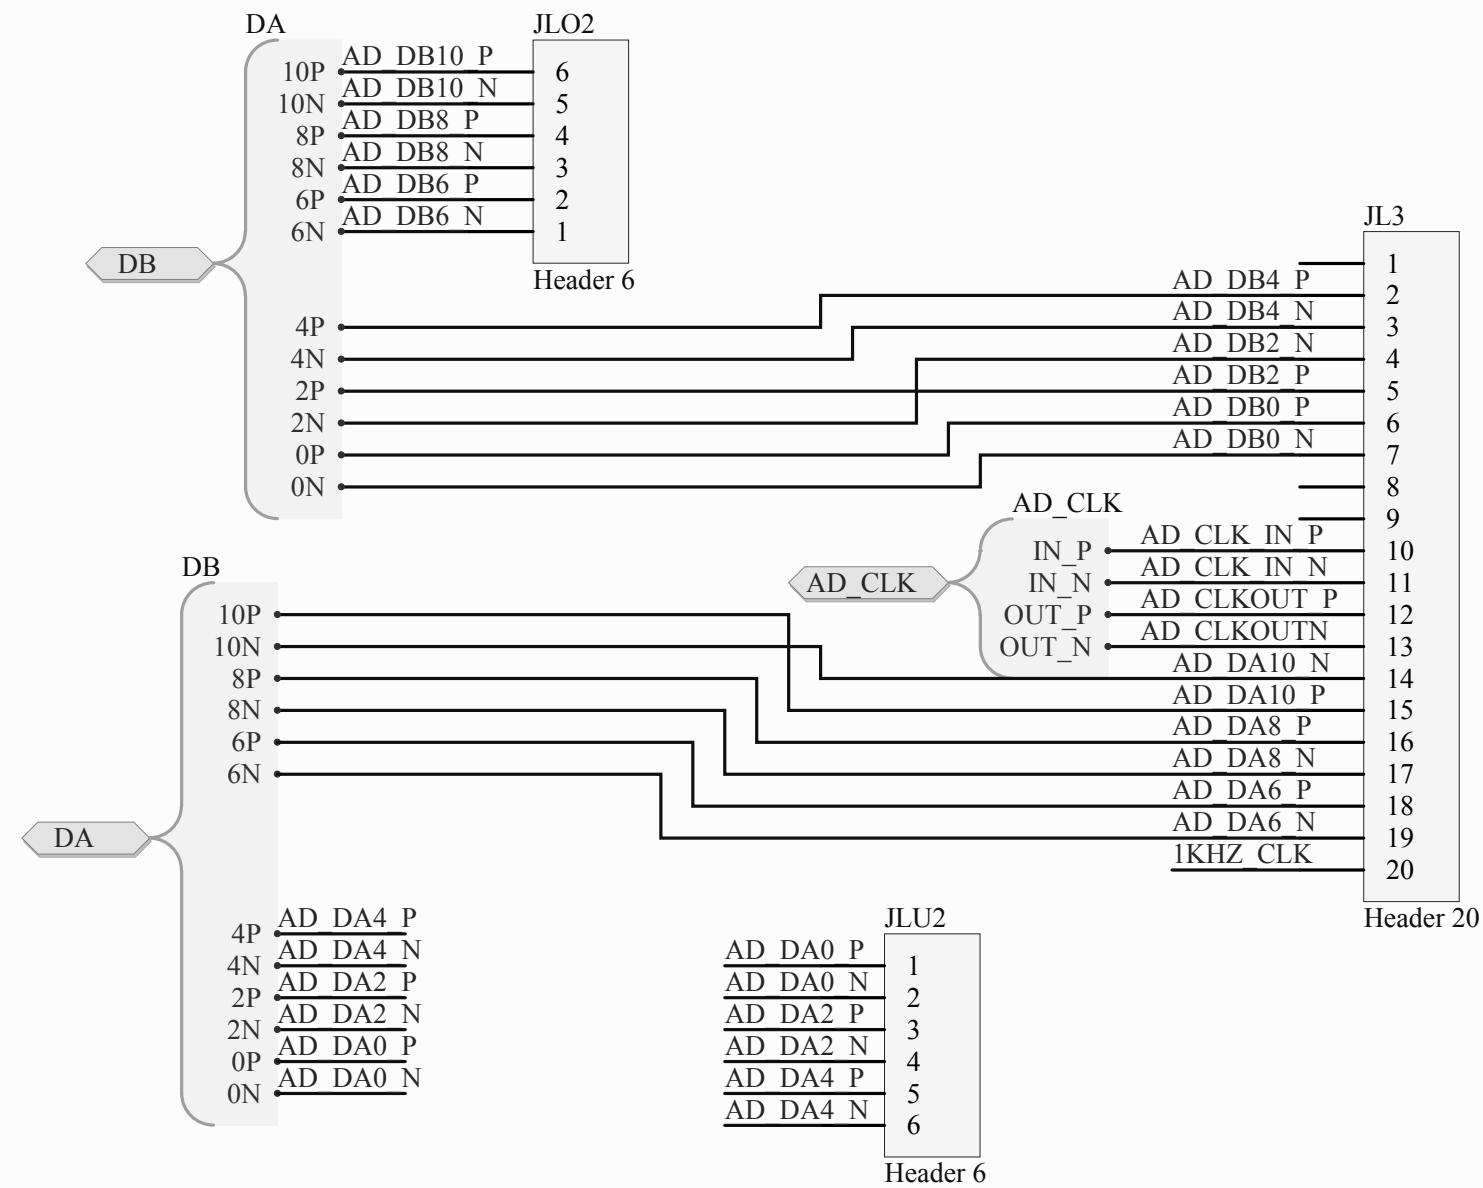 DA
JLO2
10P AD_DB10_P 6
10N AD_DB10_N 5
8P AD_DB8_P 4
8N AD_DB8_N 3
6P AD_DB6_P 2
6N AD_DB6_N 1
DB
Header 6
JL3
1
4P AD_DB4_P 2
4N AD_DB4_N 3
AD_DB2_N 4
2P AD_DB2_P 5
2N AD_DB0_P 6
0P AD_DB0_N 7
0N 8
9
AD_CLK
AD_CLK
IN_P AD_CLK_IN_P 10
IN_N AD_CLK_IN_N 11
OUT_P AD_CLKOUT_P 12
OUT_N AD_CLKOUTN 13
AD_DA10_N 14
AD_DA10_P 15
AD_DA8_P 16
AD_DA8_N 17
AD_DA6_P 18
AD_DA6_N 19
1KHZ_CLK 20
Header 20
DB
10P
10N
8P
8N
6P
6N
DA
4P AD_DA4_P
4N AD_DA4_N
2P AD_DA2_P
2N AD_DA2_N
0P AD_DA0_P
0N AD_DA0_N
JLU2
AD_DA0_P 1
AD_DA0_N 2
AD_DA2_P 3
AD_DA2_N 4
AD_DA4_P 5
AD_DA4_N 6
Header 6